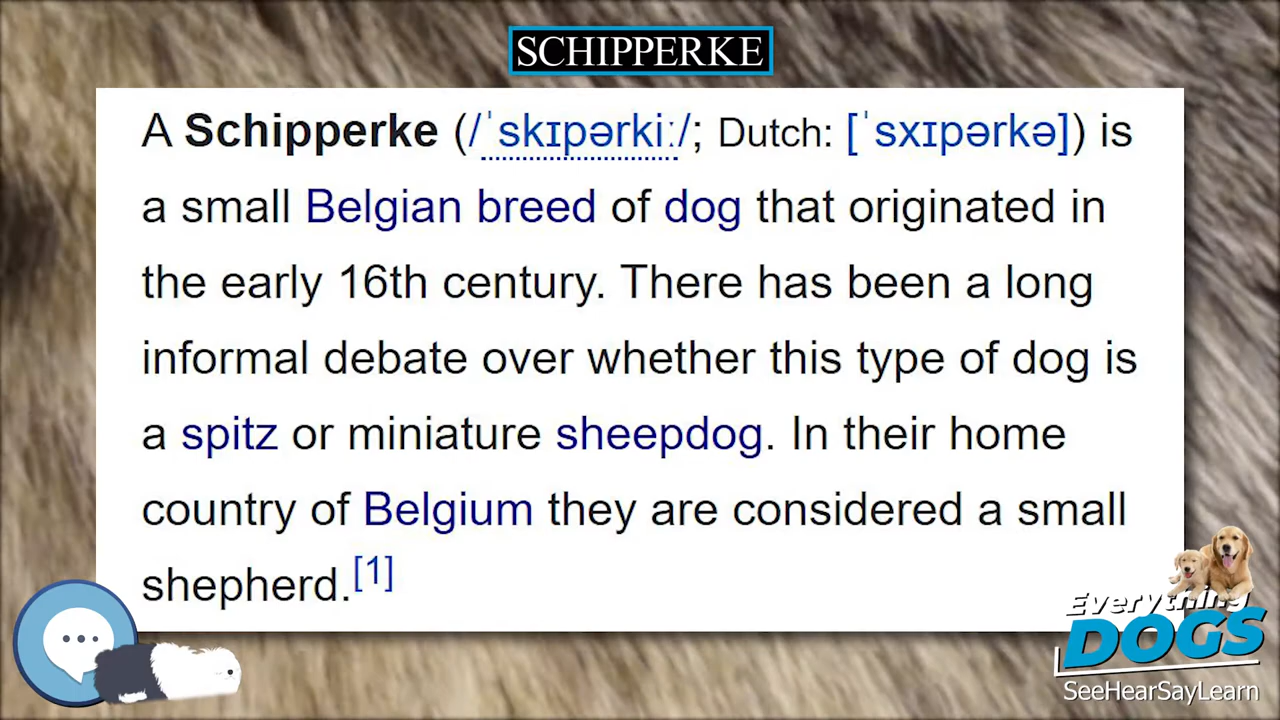 SCHIPPERKE
A Schipperke (/ˈskɪpərkiː/; Dutch: [ˈsxɪpərkə]) is
a small Belgian breed of dog that originated in
the early 16th century. There has been a long
informal debate over whether this type of dog is
a spitz or miniature sheepdog. In their home
country of Belgium they are considered a small
shepherd.[1]
Everything
DOGS
SeeHearSayLearn